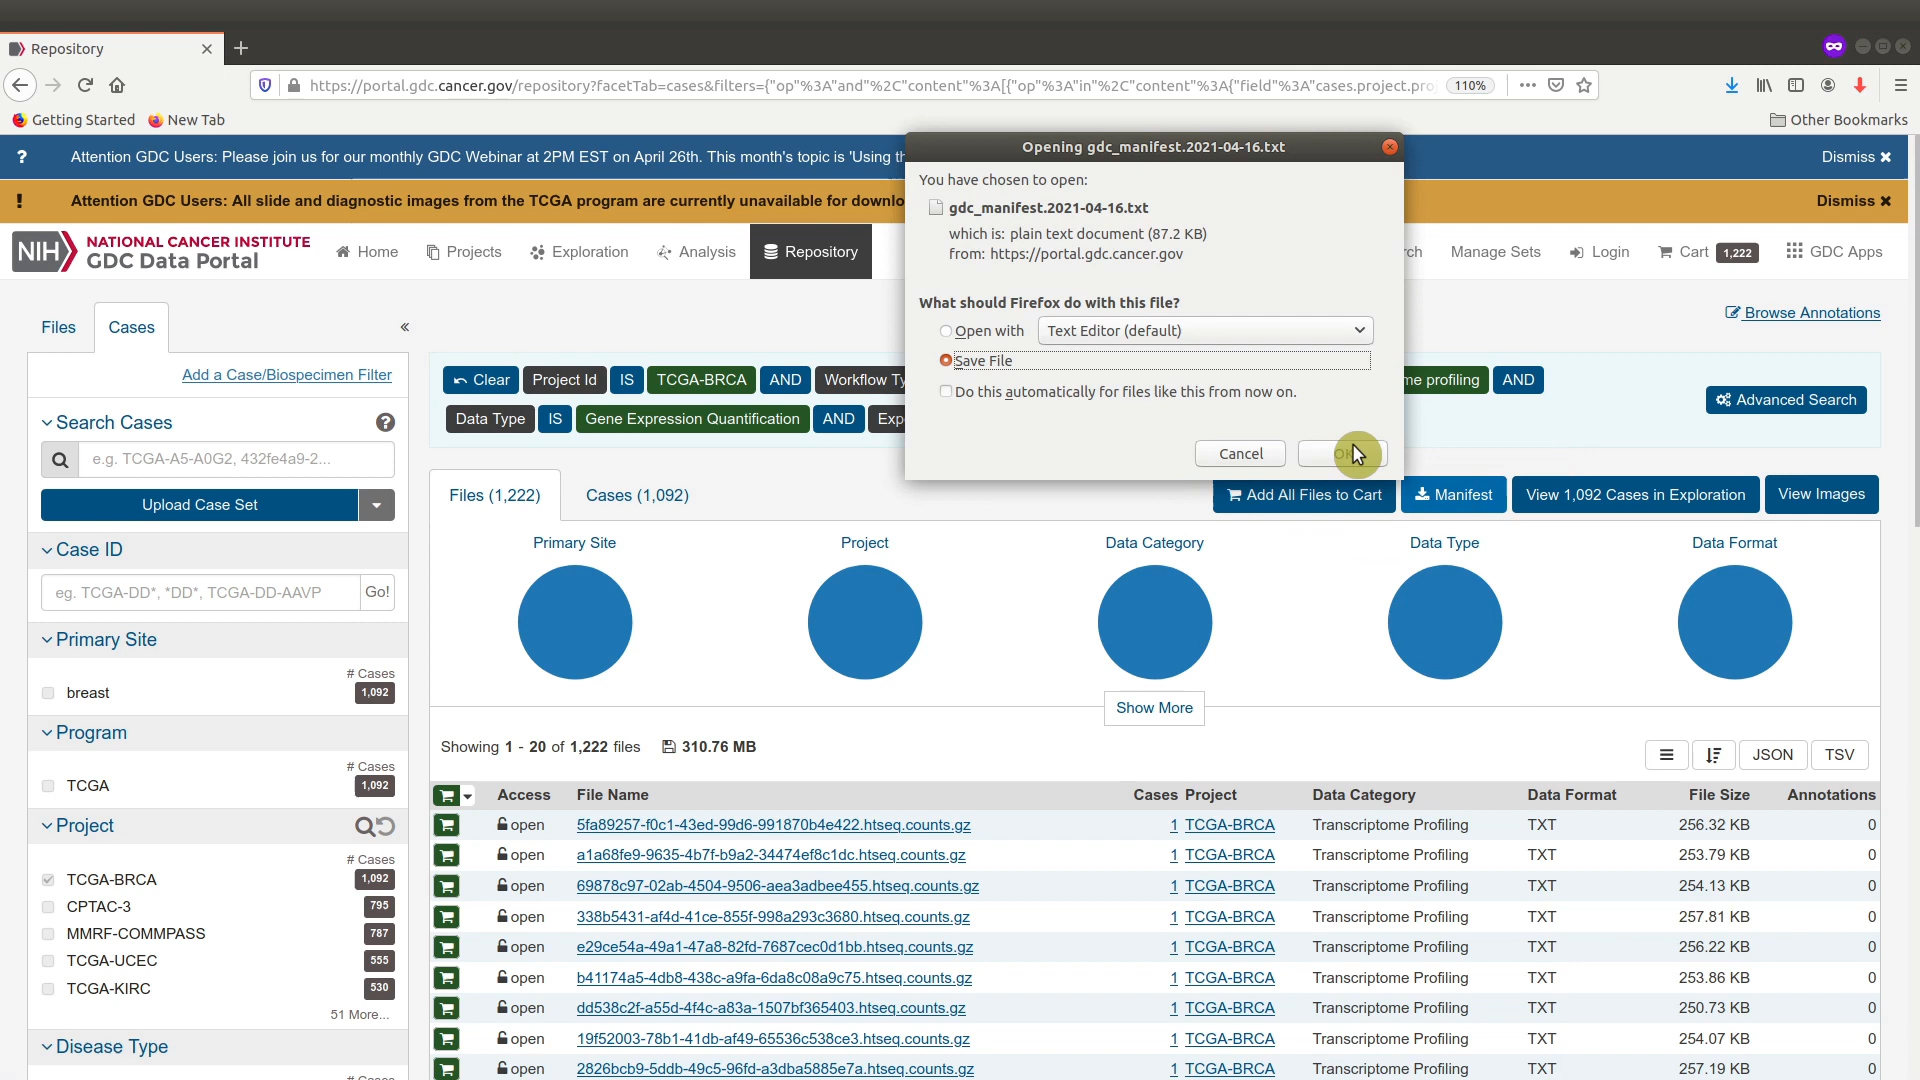 Repository
https://portal.gdc.cancer.gov/repository?facetTab=cases&filters={"op"%3A"and"%2C"content"%3A[{"op"%3A"in"%2C"content"%3A{"field"%3A"cases.project.pro
110%
Getting Started
New Tab
Other Bookmarks
Attention GDC Users: Please join us for our monthly GDC Webinar at 2PM EST on April 26th. This month's topic is 'Using
Dismiss
Attention GDC Users: All slide and diagnostic images from the TCGA program are currently unavailable for
Dismiss
Opening gdc_manifest.2021-04-16.txt
You have chosen to open:
gdc_manifest.2021-04-16.txt
which is: plain text document (87.2 KB)
from: https://portal.gdc.cancer.gov
What should Firefox do with this file?
Open with
Text Editor (default)
Save File
Do this automatically for files like this from now on.
Cancel
NIH
NATIONAL CANCER INSTITUTE
GDC Data Portal
Home
Projects
Exploration
Analysis
Repository
Manage Sets
Login
Cart 1,222
GDC Apps
Files
Cases
«
Browse Annotations
Add a Case/Biospecimen Filter
Search Cases
e.g. TCGA-A5-A0G2, 432fe4a9-2...
Upload Case Set
Clear Project Id IS TCGA-BRCA AND Workflow
profiling AND
Data Type IS Gene Expression Quantification AND
Advanced Search
Files (1,222)
Cases (1,092)
Add All Files to Cart
Manifest
View 1,092 Cases in Exploration
View Images
Case ID
eg. TCGA-DD*, *DD*, TCGA-DD-AAVP
Go!
Primary Site
# Cases
breast 1,092
Program
# Cases
TCGA 1,092
Project
# Cases
TCGA-BRCA 1,092
CPTAC-3 795
MMRF-COMMPASS 787
TCGA-UCEC 555
TCGA-KIRC 530
51 More...
Disease Type
# Cases
Primary Site
Project
Data Category
Data Type
Data Format
Show More
Showing 1 - 20 of 1,222 files 310.76 MB
JSON
TSV
Access File Name Cases Project Data Category Data Format File Size Annotations
open 5fa89257-f0c1-43ed-99d6-991870b4e422.htseq.counts.gz 1 TCGA-BRCA Transcriptome Profiling TXT 256.32 KB 0
open a1a68fe9-9635-4b7f-b9a2-34474ef8c1dc.htseq.counts.gz 1 TCGA-BRCA Transcriptome Profiling TXT 253.79 KB 0
open 69878c97-02ab-4504-9506-aea3adbee455.htseq.counts.gz 1 TCGA-BRCA Transcriptome Profiling TXT 254.13 KB 0
open 338b5431-af4d-41ce-855f-998a293c3680.htseq.counts.gz 1 TCGA-BRCA Transcriptome Profiling TXT 257.81 KB 0
open e29ce54a-49a1-47a8-82fd-7687cec0d1bb.htseq.counts.gz 1 TCGA-BRCA Transcriptome Profiling TXT 256.22 KB 0
open b41174a5-4db8-438c-a9fa-6da8c08a9c75.htseq.counts.gz 1 TCGA-BRCA Transcriptome Profiling TXT 253.86 KB 0
open dd538c2f-a55d-4f4c-a83a-1507bf365403.htseq.counts.gz 1 TCGA-BRCA Transcriptome Profiling TXT 250.73 KB 0
open 19f52003-78b1-41db-af49-65536c538ce3.htseq.counts.gz 1 TCGA-BRCA Transcriptome Profiling TXT 254.07 KB 0
open 2826bcb9-5ddb-49c5-96fd-a3dba5885e7a.htseq.counts.gz 1 TCGA-BRCA Transcriptome Profiling TXT 257.19 KB 0